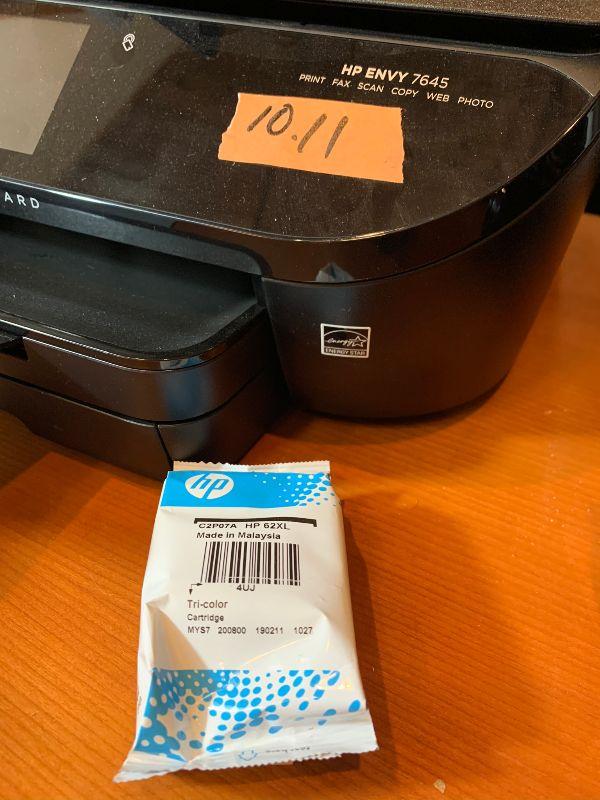 HP ENVY 7645
PRINT FAX SCAN COPY WEB PHOTO
10.11
ARD
energy
ENERGY STAR
hp
C2P07A HP 62XL
Made in Malaysia
4UJ
Tri-color
Cartridge
MYS7 200800 190211 1027